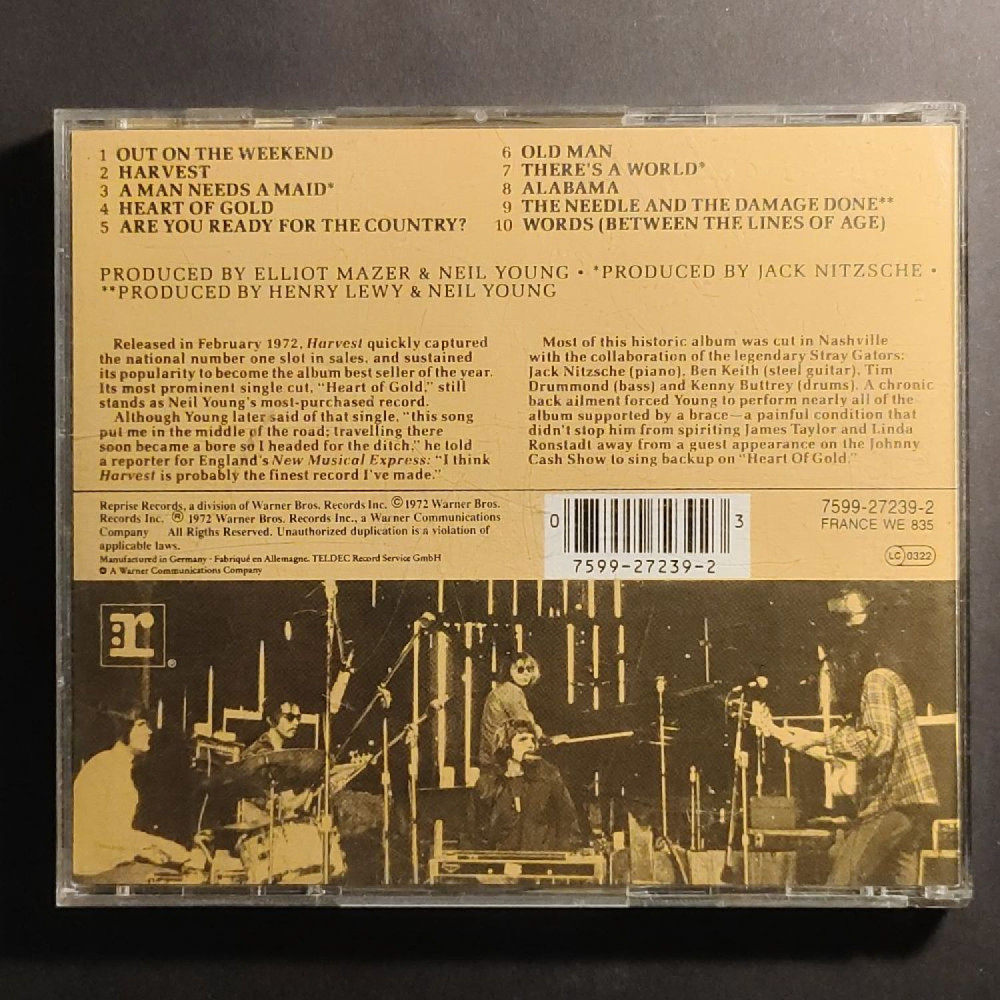 1 OUT ON THE WEEKEND
2 HARVEST
3 A MAN NEEDS A MAID*
4 HEART OF GOLD
5 ARE YOU READY FOR THE COUNTRY?
6 OLD MAN
7 THERE'S A WORLD*
8 ALABAMA
9 THE NEEDLE AND THE DAMAGE DONE**
10 WORDS (BETWEEN THE LINES OF AGE)
PRODUCED BY ELLIOT MAZER & NEIL YOUNG • *PRODUCED BY JACK NITZSCHE •
**PRODUCED BY HENRY LEWY & NEIL YOUNG
Released in February 1972, Harvest quickly captured
the national number one slot in sales, and sustained
its popularity to become the album best seller of the year.
Its most prominent single cut, "Heart of Gold," still
stands as Neil Young's most-purchased record.
Although Young later said of that single, "this song
put me in the middle of the road; travelling there
soon became a bore so I headed for the ditch," he told
a reporter for England's New Musical Express: "I think
Harvest is probably the finest record I've made."
Most of this historic album was cut in Nashville
with the collaboration of the legendary Stray Gators:
Jack Nitzsche (piano), Ben Keith (steel guitar), Tim
Drummond (bass) and Kenny Buttrey (drums). A chronic
back ailment forced Young to perform nearly all of the
album supported by a brace—a painful condition that
didn't stop him from spiriting James Taylor and Linda
Ronstadt away from a guest appearance on the Johnny
Cash Show to sing backup on "Heart Of Gold."
Reprise Records, a division of Warner Bros. Records Inc. ©1972 Warner Bros.
Records Inc. ℗ 1972 Warner Bros. Records Inc., a Warner Communications
Company All Rigths Reserved. Unauthorized duplication is a violation of
applicable laws.
Manufactured in Germany · Fabriqué en Allemagne. TELDEC Record Service GmbH
A Warner Communications Company
0 3
7599-27239-2
7599-27239-2
FRANCE WE 835
LC 0322
:r ®